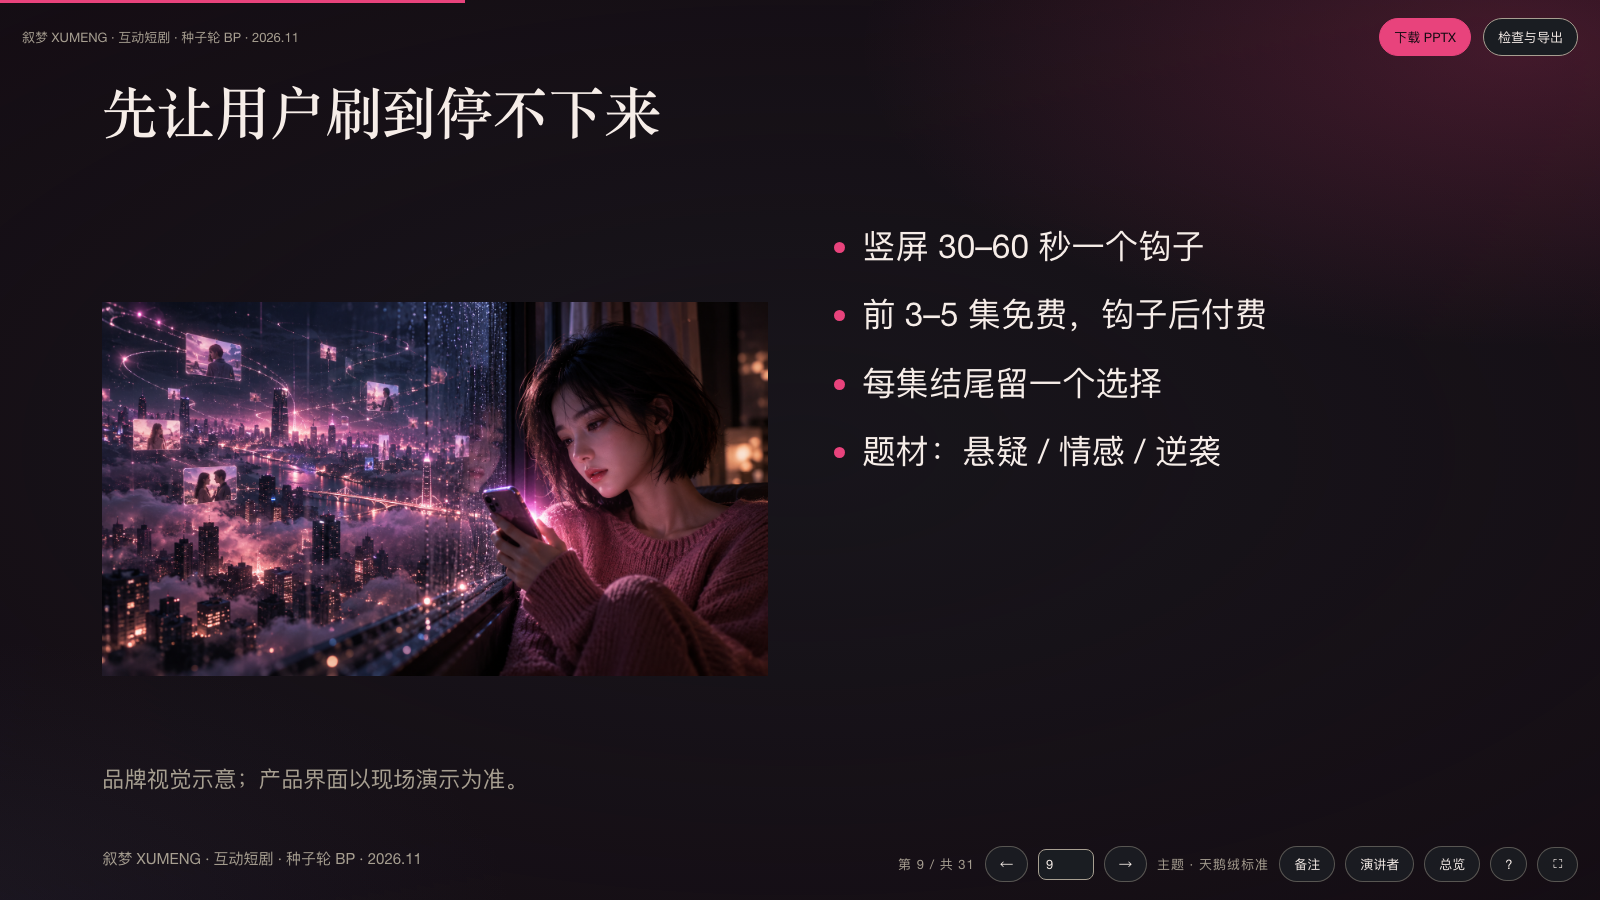 叙梦 XUMENG · 互动短剧 · 种子轮 BP · 2026.11
下载 PPTX
检查与导出
先让用户刷到停不下来
竖屏 30–60 秒一个钩子
前 3–5 集免费，钩子后付费
每集结尾留一个选择
题材：悬疑 / 情感 / 逆袭
品牌视觉示意；产品界面以现场演示为准。
叙梦 XUMENG · 互动短剧 · 种子轮 BP · 2026.11
第 9 / 共 31
←
9
→
主题 · 天鹅绒标准
备注
演讲者
总览
?